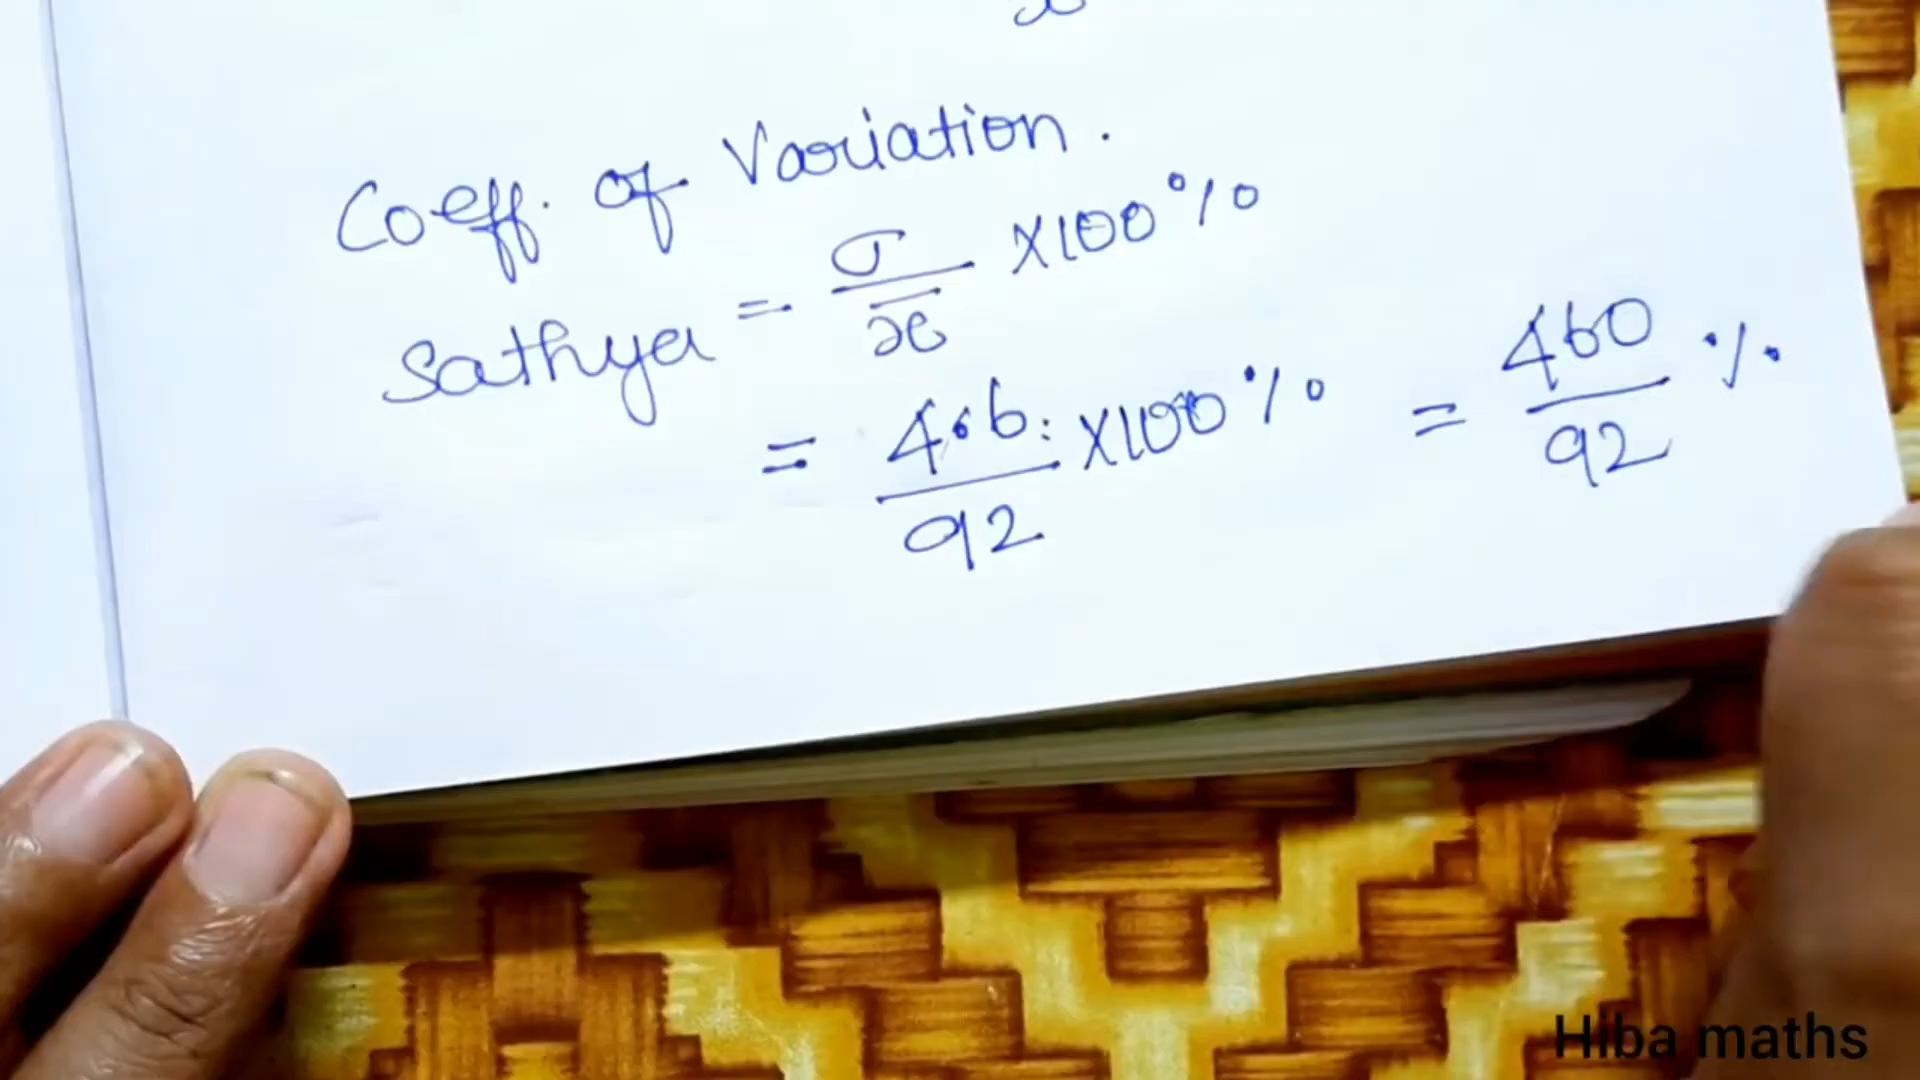 x
Coeff. of Variation.
Sathya = σ/x̄ ×100%
= 4.6/92 ×100% = 460/92 %
Hiba maths